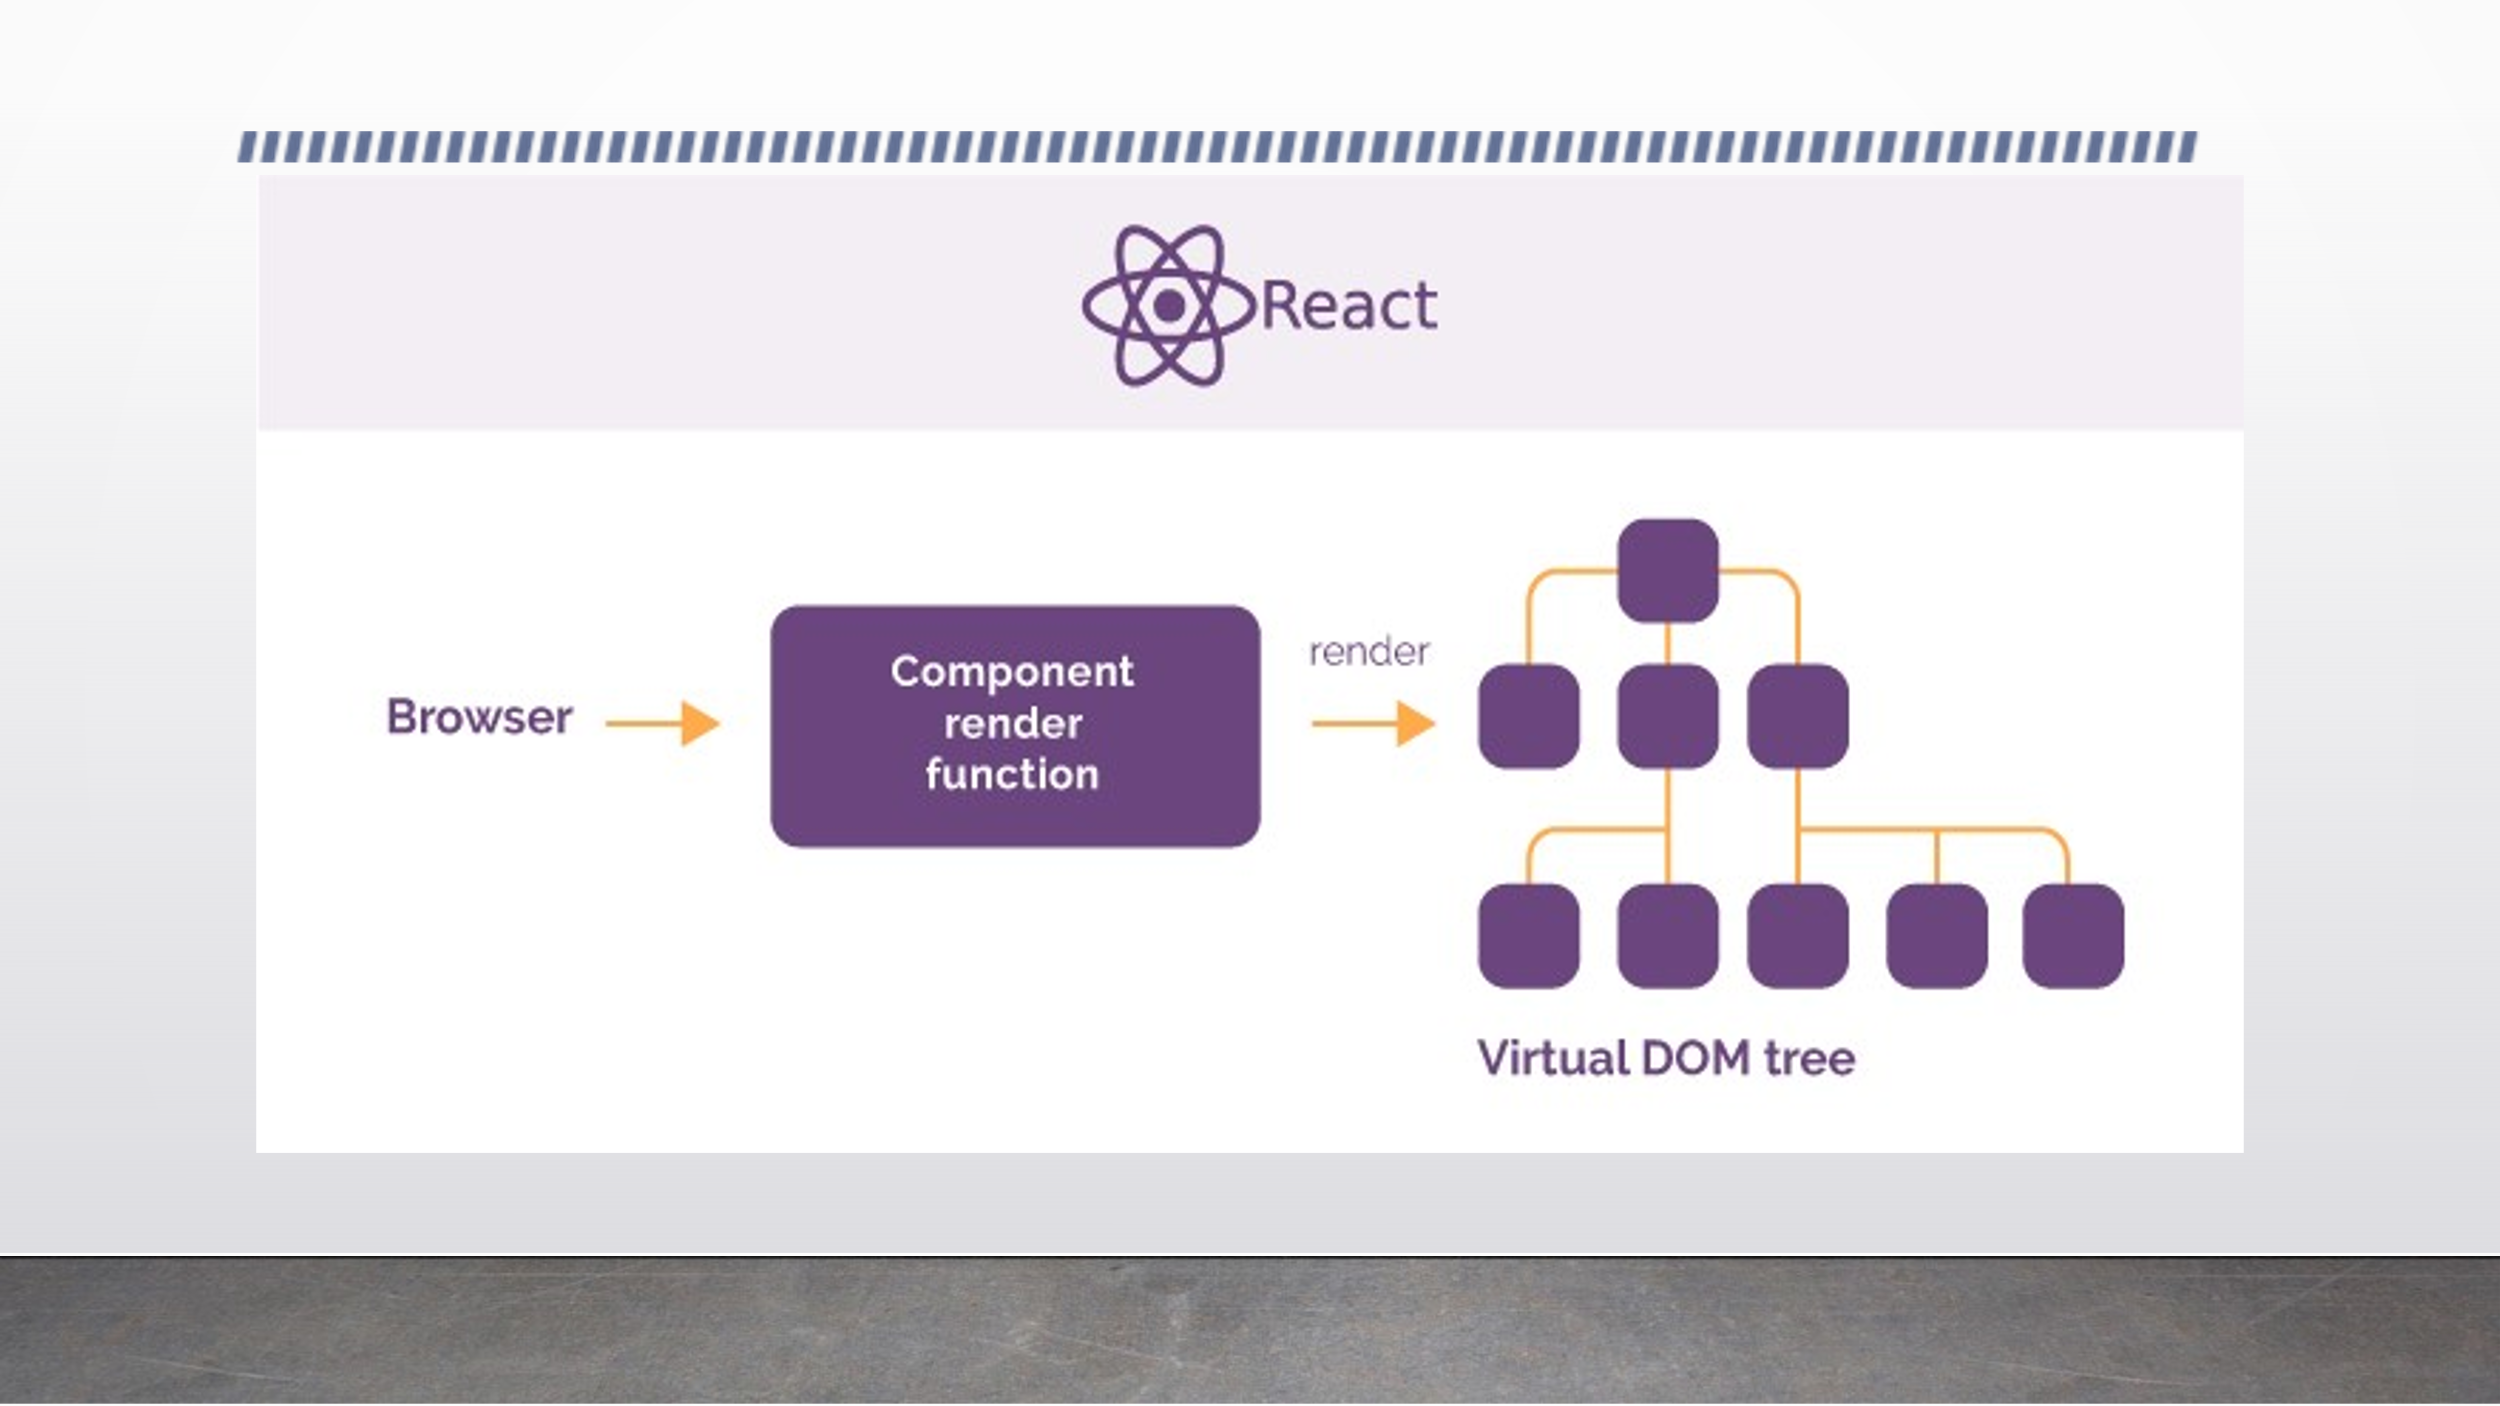 React
Browser
Component
render
function
render
Virtual DOM tree